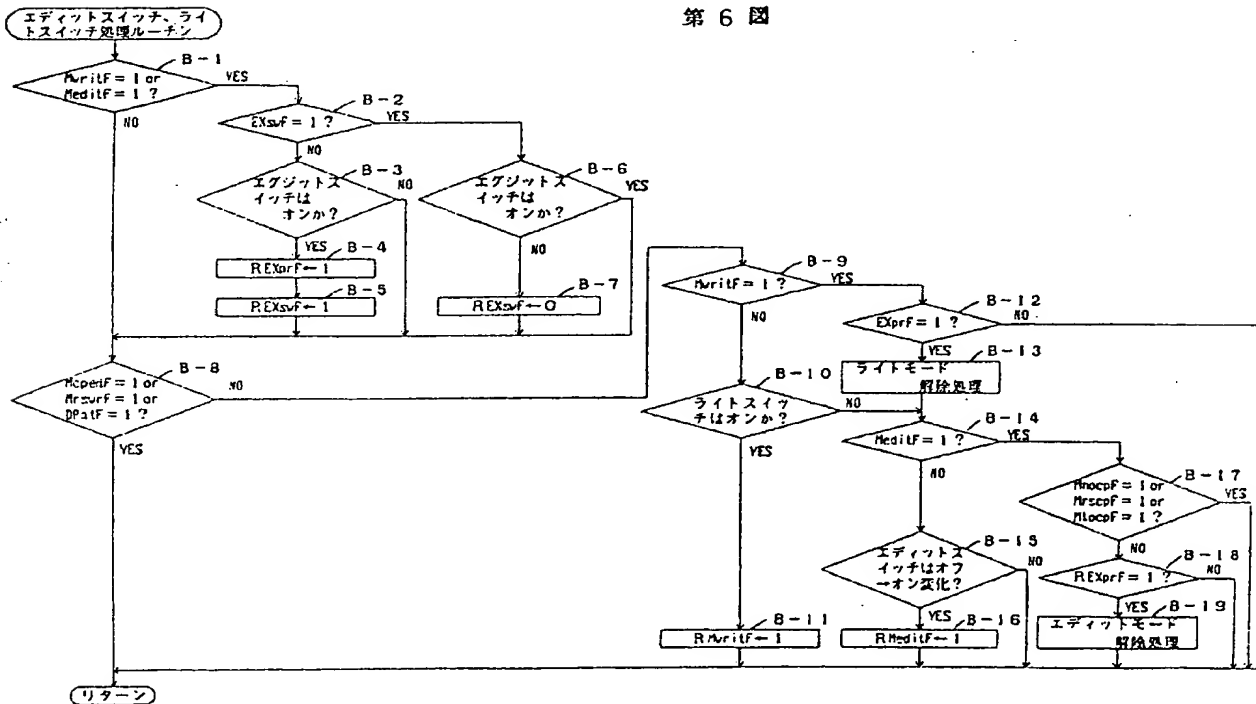 第 6 図
エディットスイッチ、ライ
トスイッチ処理ルーチン
B-1
MwritF = 1 or
MeditF = 1 ?
YES
NO
B-2
EXswF = 1 ?
YES
NO
B-3
エグジットス
イッチは
オンか?
NO
YES
B-4
REXprF ← 1
B-5
REXswF ← 1
B-6
エグジットス
イッチは
オンか?
YES
NO
B-7
REXswF ← 0
B-8
= 1 or
= 1 or
= 1 ?
NO
YES
B-9
MwritF = 1 ?
YES
NO
B-10
ライトスイッ
チはオンか?
NO
YES
B-11
RMwritF ← 1
B-12
EXprF = 1 ?
NO
YES
B-13
ライトモード
解除処理
B-14
MeditF = 1 ?
YES
NO
B-15
エディットス
イッチはオフ
→オン変化?
NO
YES
B-16
RMeditF ← 1
B-17
MnocpF = 1 or
MrscpF = 1 or
MtocpF = 1 ?
YES
NO
B-18
REXprF = 1 ?
NO
YES
B-19
エディットモード
解除処理
リターン